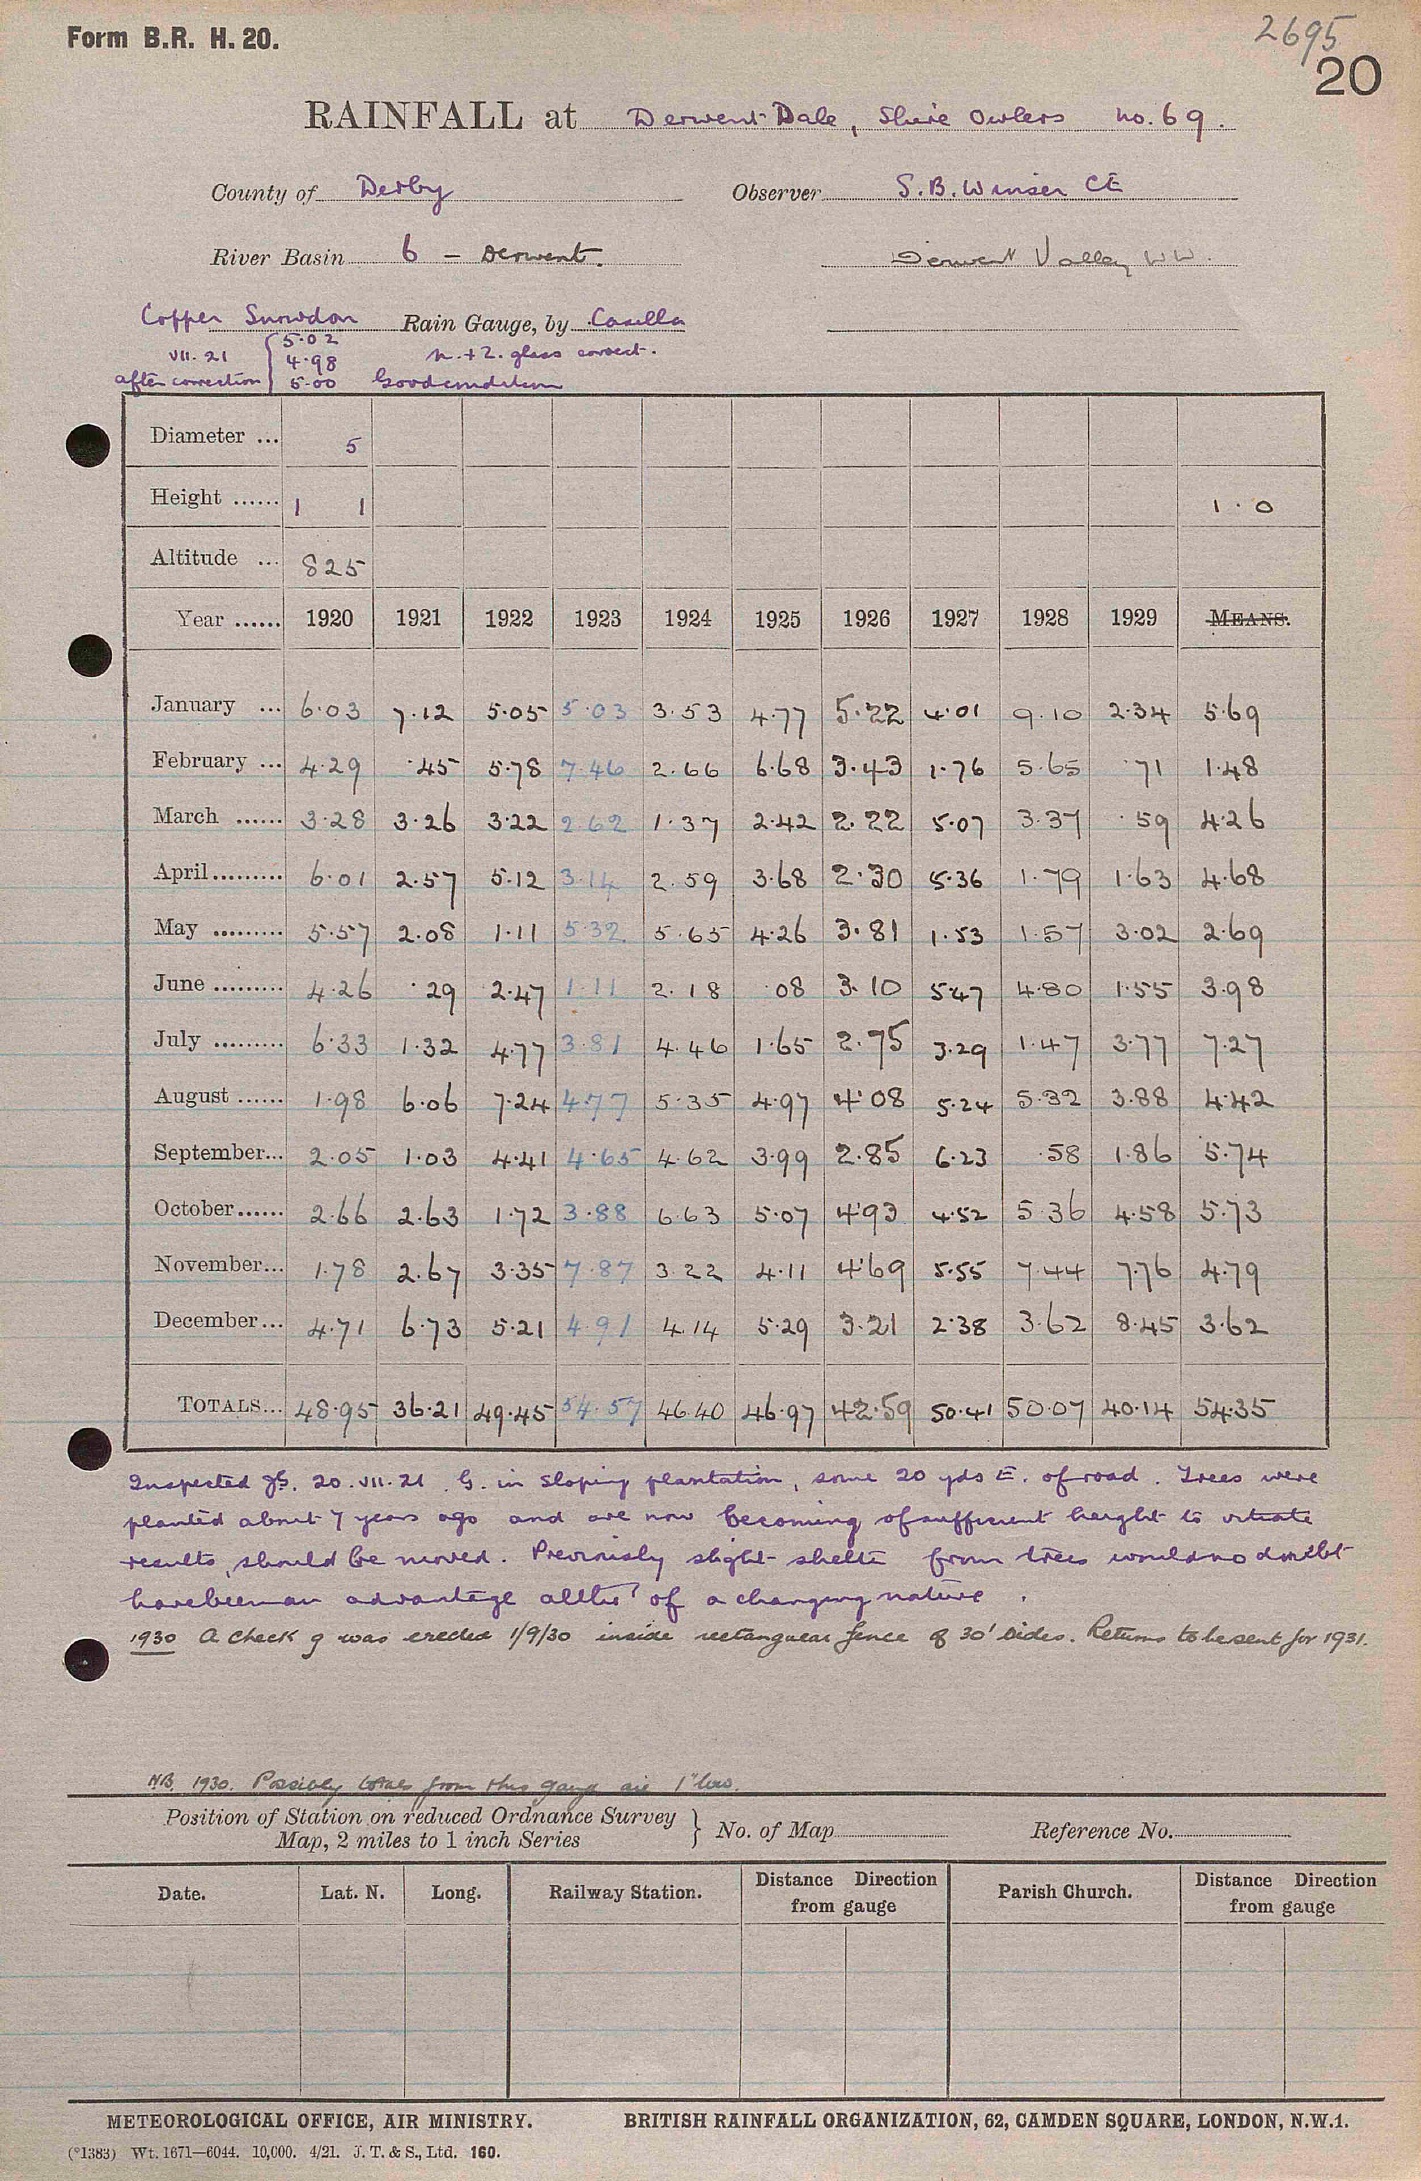 Form B.R. H. 20.
2695
20
RAINFALL at Derwent Dale, Shire Owlers no. 69.
County of Derby Observer S.B. Winser CE
River Basin 6 – Derwent. Derwent Valley WW.
Copper Snowdon Rain Gauge, by Casella
VII. 21 5.02
4.98 n. + 2. glass correct.
after correction 5.00 Good condition
Diameter ... 5
Height ...... 1 1 1.0
Altitude ... 825
Year ...... 1920 1921 1922 1923 1924 1925 1926 1927 1928 1929 MEANS.
January ... 6.03 7.12 5.05 5.03 3.53 4.77 5.22 4.01 9.10 2.34 5.69
February ... 4.29 .45 5.78 7.46 2.66 6.68 3.43 1.76 5.65 .71 1.48
March ...... 3.28 3.26 3.22 2.62 1.37 2.42 2.22 5.07 3.37 .59 4.26
April......... 6.01 2.57 5.12 3.14 2.59 3.68 2.30 5.36 1.79 1.63 4.68
May ......... 5.57 2.08 1.11 5.32 5.65 4.26 3.81 1.53 1.57 3.02 2.69
June ......... 4.26 .29 2.47 1.11 2.18 .08 3.10 5.47 4.80 1.55 3.98
July ......... 6.33 1.32 4.77 3.81 4.46 1.65 2.75 3.29 1.47 3.77 7.27
August ...... 1.98 6.06 7.24 4.77 5.35 4.97 4.08 5.24 5.32 3.88 4.42
September... 2.05 1.03 4.41 4.65 4.62 3.99 2.85 6.23 .58 1.86 5.74
October...... 2.66 2.63 1.72 3.88 6.63 5.07 4.93 4.52 5.36 4.58 5.73
November... 1.78 2.67 3.35 7.87 3.22 4.11 4.69 5.55 7.44 7.76 4.79
December... 4.71 6.73 5.21 4.91 4.14 5.29 3.21 2.38 3.62 8.45 3.62
TOTALS... 48.95 36.21 49.45 54.57 46.40 46.97 42.59 50.41 50.07 40.14 54.35
Inspected 20.VII.21. G. in sloping plantation, some 20 yds E. of road. Trees were
planted about 7 years ago and are now becoming of sufficient height to vitiate
results, should be moved. Previously slight shelter from trees would no doubt
have been an advantage altho' of a changing nature.
1930 A check g was erected 1/9/30 inside rectangular fence of 30' sides. Returns to be sent for 1931.
NB. 1930. Possibly totals from this gauge are 1" low.
Position of Station on reduced Ordnance Survey
Map, 2 miles to 1 inch Series } No. of Map Reference No.
Date. Lat. N. Long. Railway Station. Distance Direction from gauge Parish Church. Distance Direction from gauge
METEOROLOGICAL OFFICE, AIR MINISTRY. BRITISH RAINFALL ORGANIZATION, 62, CAMDEN SQUARE, LONDON, N.W.1.
(*1383) Wt. 1671—6044. 10,000. 4/21. J. T. & S., Ltd. 160.